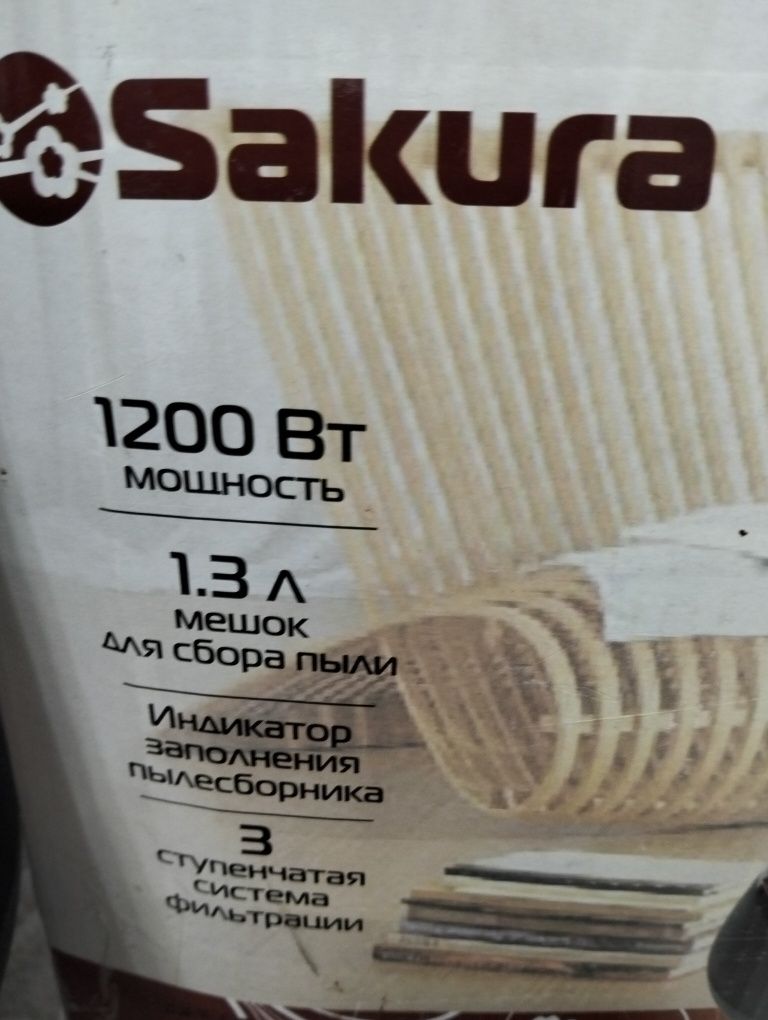 Sakura
1200 Вт
мощность
1.3 л
мешок
для сбора пыли
Индикатор
заполнения
пылесборника
3
ступенчатая
система
фильтрации